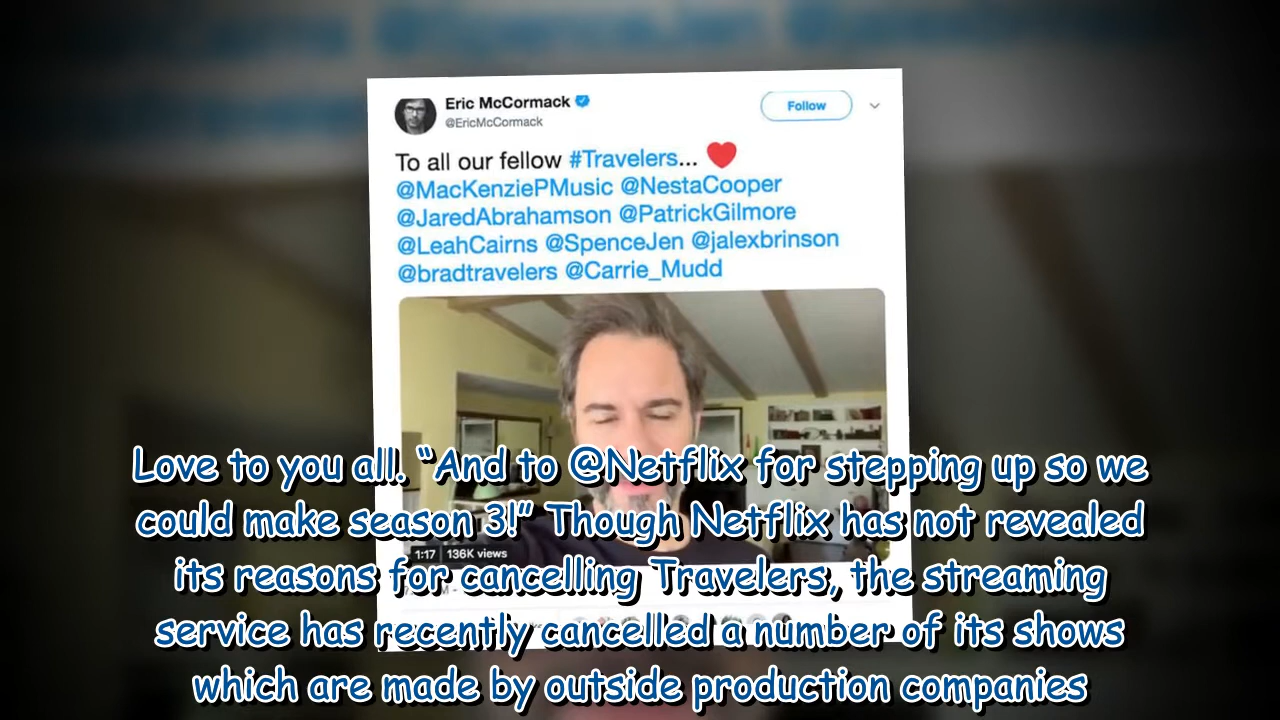 Eric McCormack
@EricMcCormack
Follow
To all our fellow #Travelers... ❤
@MacKenziePMusic @NestaCooper
@JaredAbrahamson @PatrickGilmore
@LeahCairns @SpenceJen @jalexbrinson
@bradtravelers @Carrie_Mudd
Love to you all. “And to @Netflix for stepping up so we
could make season 3!” Though Netflix has not revealed
1:17 136K views
its reasons for cancelling Travelers, the streaming
service has recently cancelled a number of its shows
which are made by outside production companies